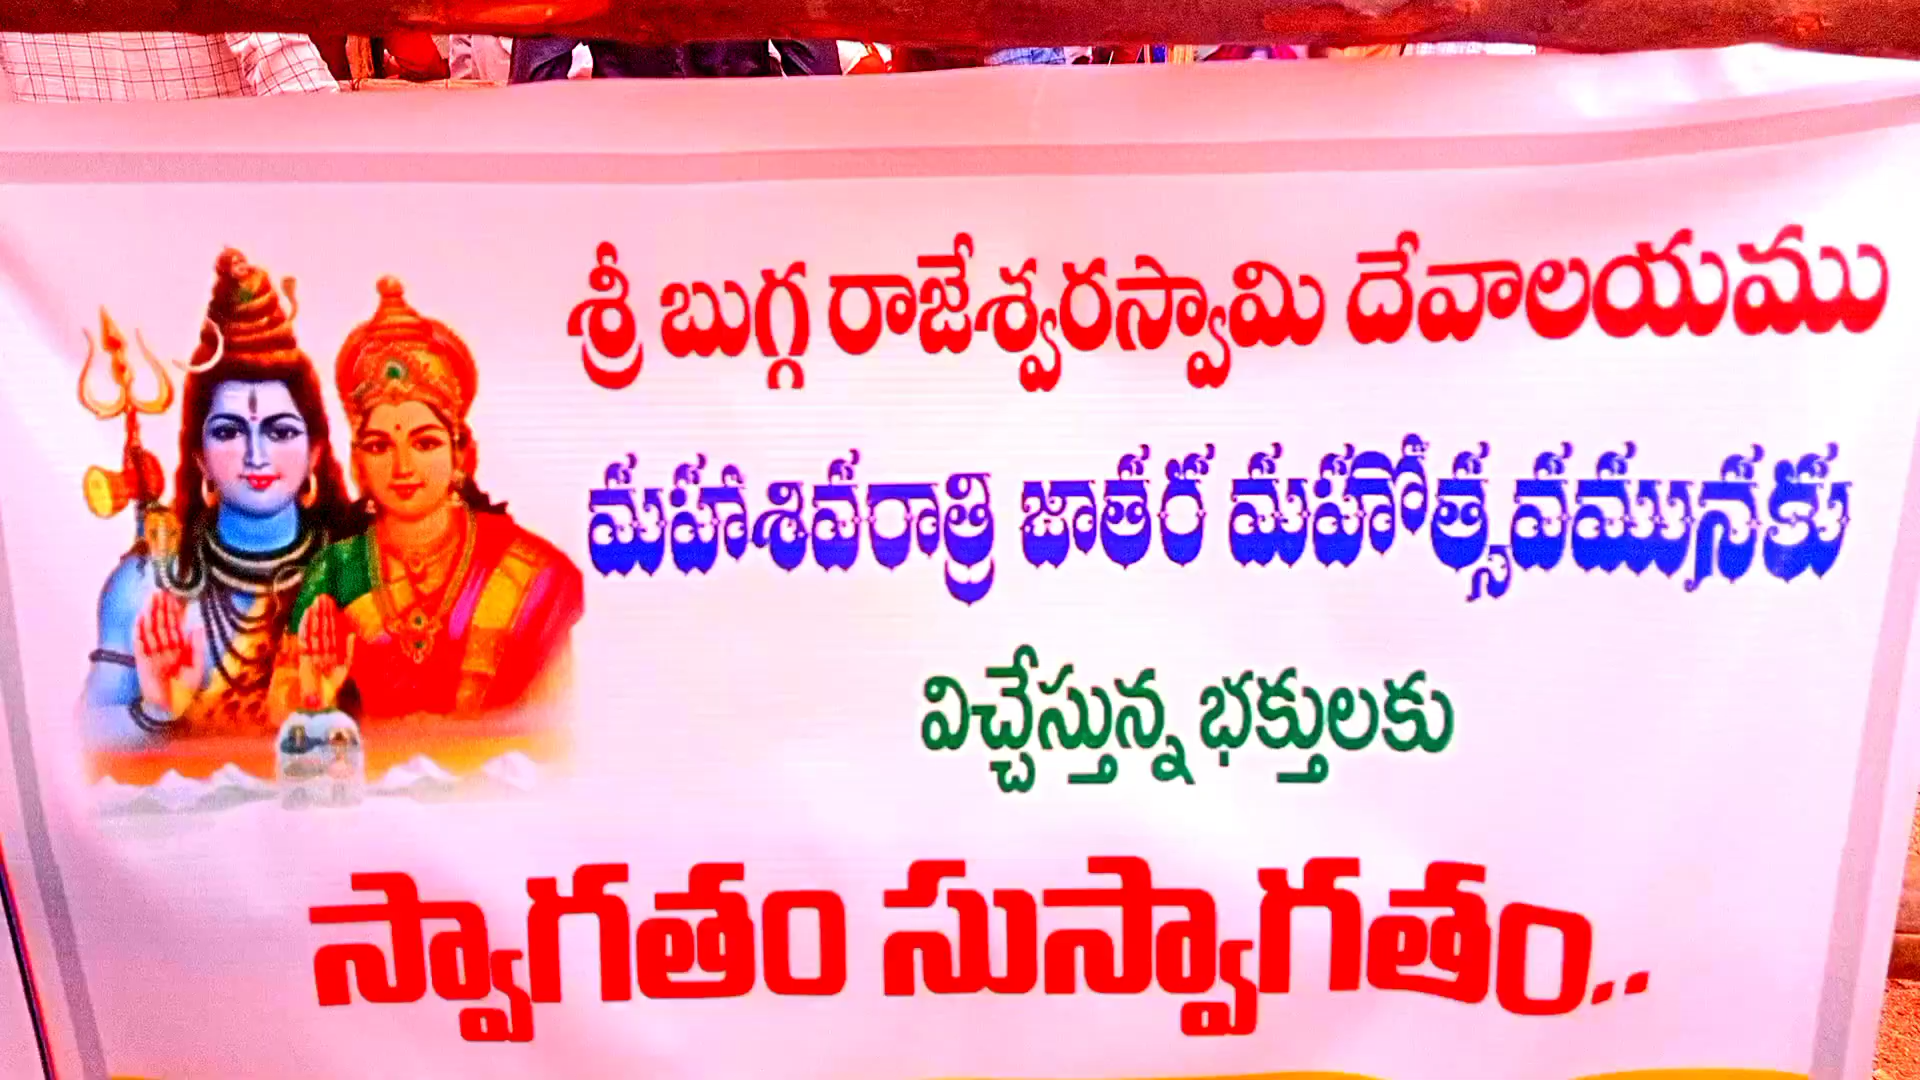 శ్రీ బుగ్గ రాజేశ్వరస్వామి దేవాలయము
మహాశివరాత్రి జాతర మహోత్సవమునకు
విచ్చేస్తున్న భక్తులకు
స్వాగతం సుస్వాగతం..